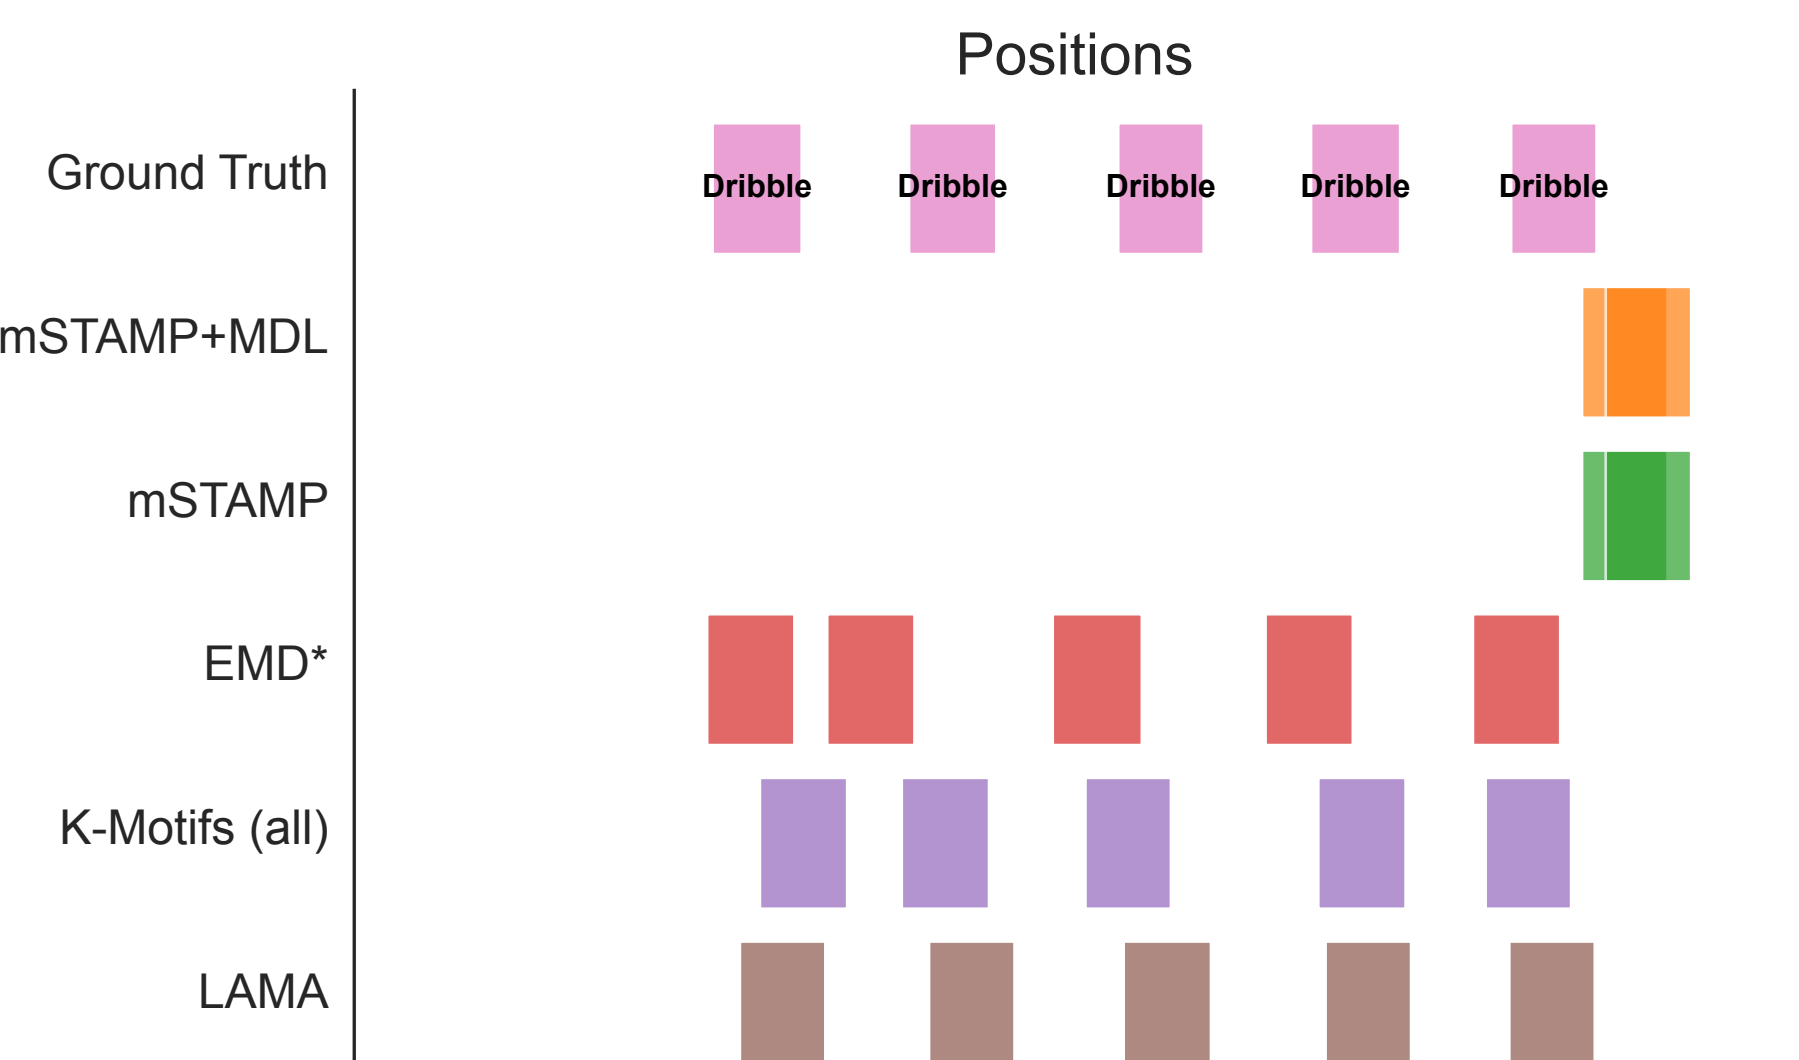 Positions
Ground Truth
Dribble Dribble Dribble Dribble Dribble
mSTAMP+MDL
mSTAMP
EMD*
K-Motifs (all)
LAMA